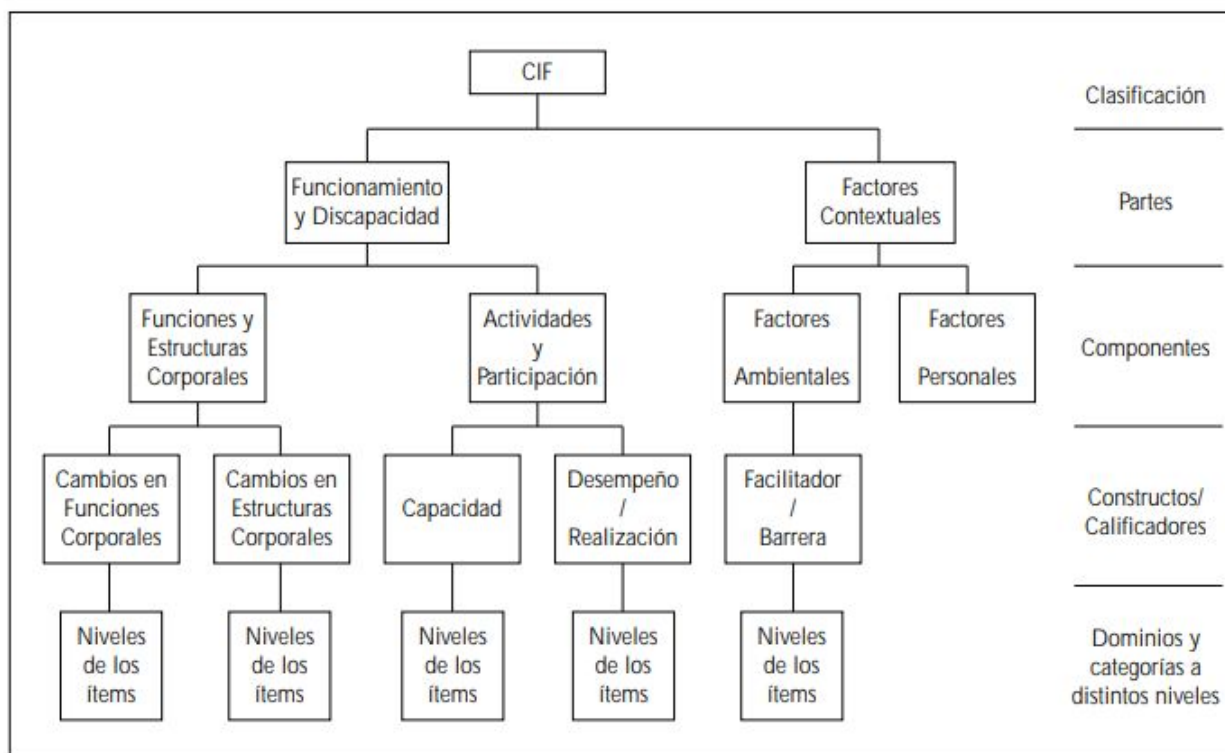 CIF
Clasificación
Funcionamiento
y Discapacidad
Factores
Contextuales
Partes
Funciones y
Estructuras
Corporales
Actividades
y
Participación
Factores
Ambientales
Factores
Personales
Componentes
Cambios en
Funciones
Corporales
Cambios en
Estructuras
Corporales
Capacidad
Desempeño
/
Realización
Facilitador
/
Barrera
Constructos/
Calificadores
Niveles
de los
ítems
Niveles
de los
ítems
Niveles
de los
ítems
Niveles
de los
ítems
Niveles
de los
ítems
Dominios y
categorías a
distintos niveles